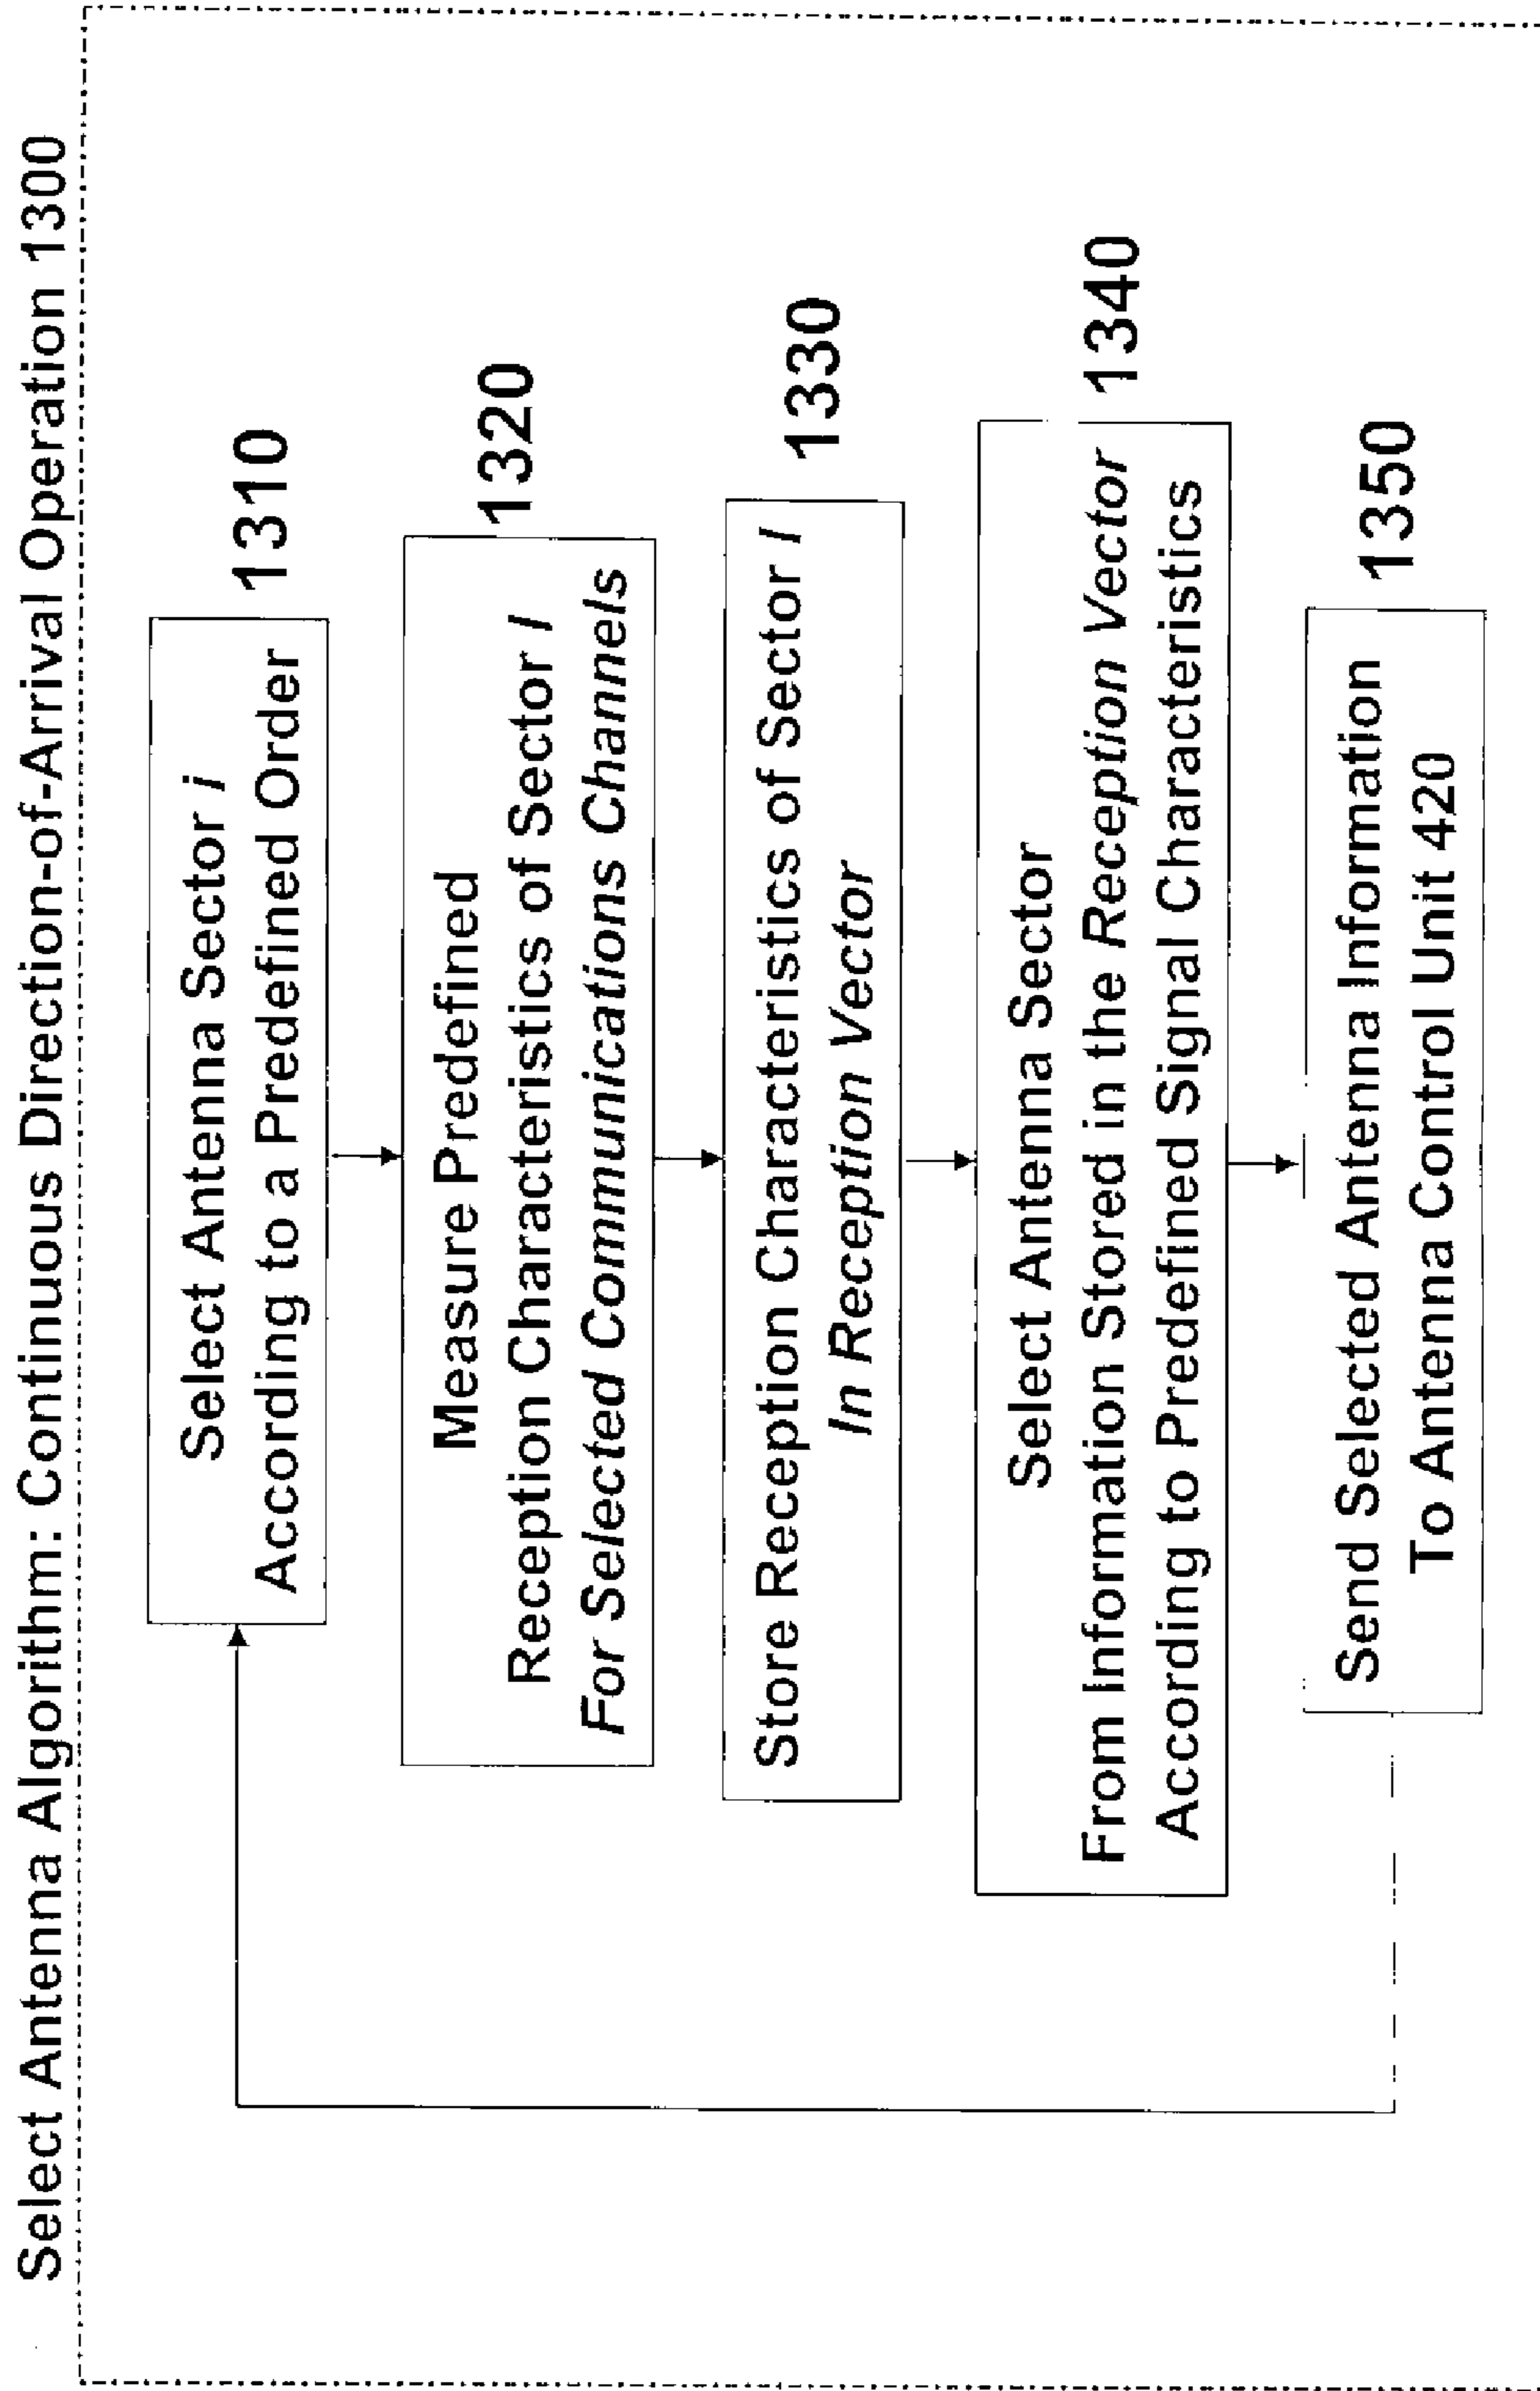 Select Antenna Algorithm: Continuous Direction-of-Arrival Operation 1300
Select Antenna Sector i
According to a Predefined Order
1310
Measure Predefined
Reception Characteristics of Sector I
For Selected Communications Channels
1320
Store Reception Characteristics of Sector I
In Reception Vector
1330
Select Antenna Sector
From Information Stored in the Reception Vector
According to Predefined Signal Characteristics
1340
Send Selected Antenna Information
To Antenna Control Unit 420
1350